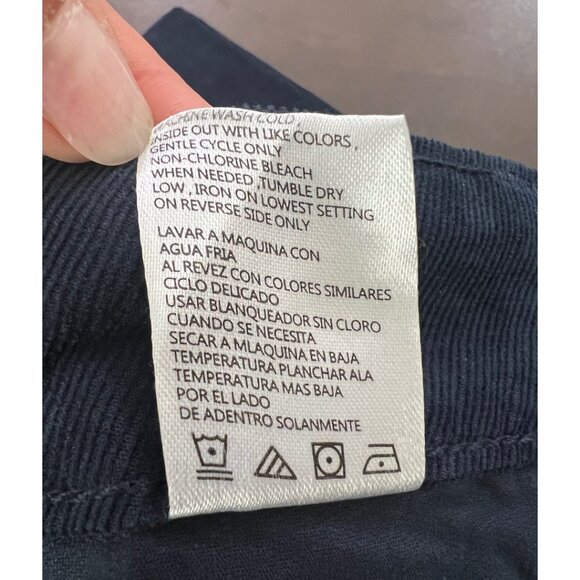 MACHINE WASH COLD ,
INSIDE OUT WITH LIKE COLORS ,
GENTLE CYCLE ONLY
NON-CHLORINE BLEACH
WHEN NEEDED ,TUMBLE DRY
LOW , IRON ON LOWEST SETTING
ON REVERSE SIDE ONLY
LAVAR A MAQUINA CON
AGUA FRIA
AL REVEZ CON COLORES SIMILARES
CICLO DELICADO
USAR BLANQUEADOR SIN CLORO
CUANDO SE NECESITA
SECAR A MLAQUINA EN BAJA
TEMPERATURA PLANCHAR ALA
TEMPERATURA MAS BAJA
POR EL LADO
DE ADENTRO SOLANMENTE